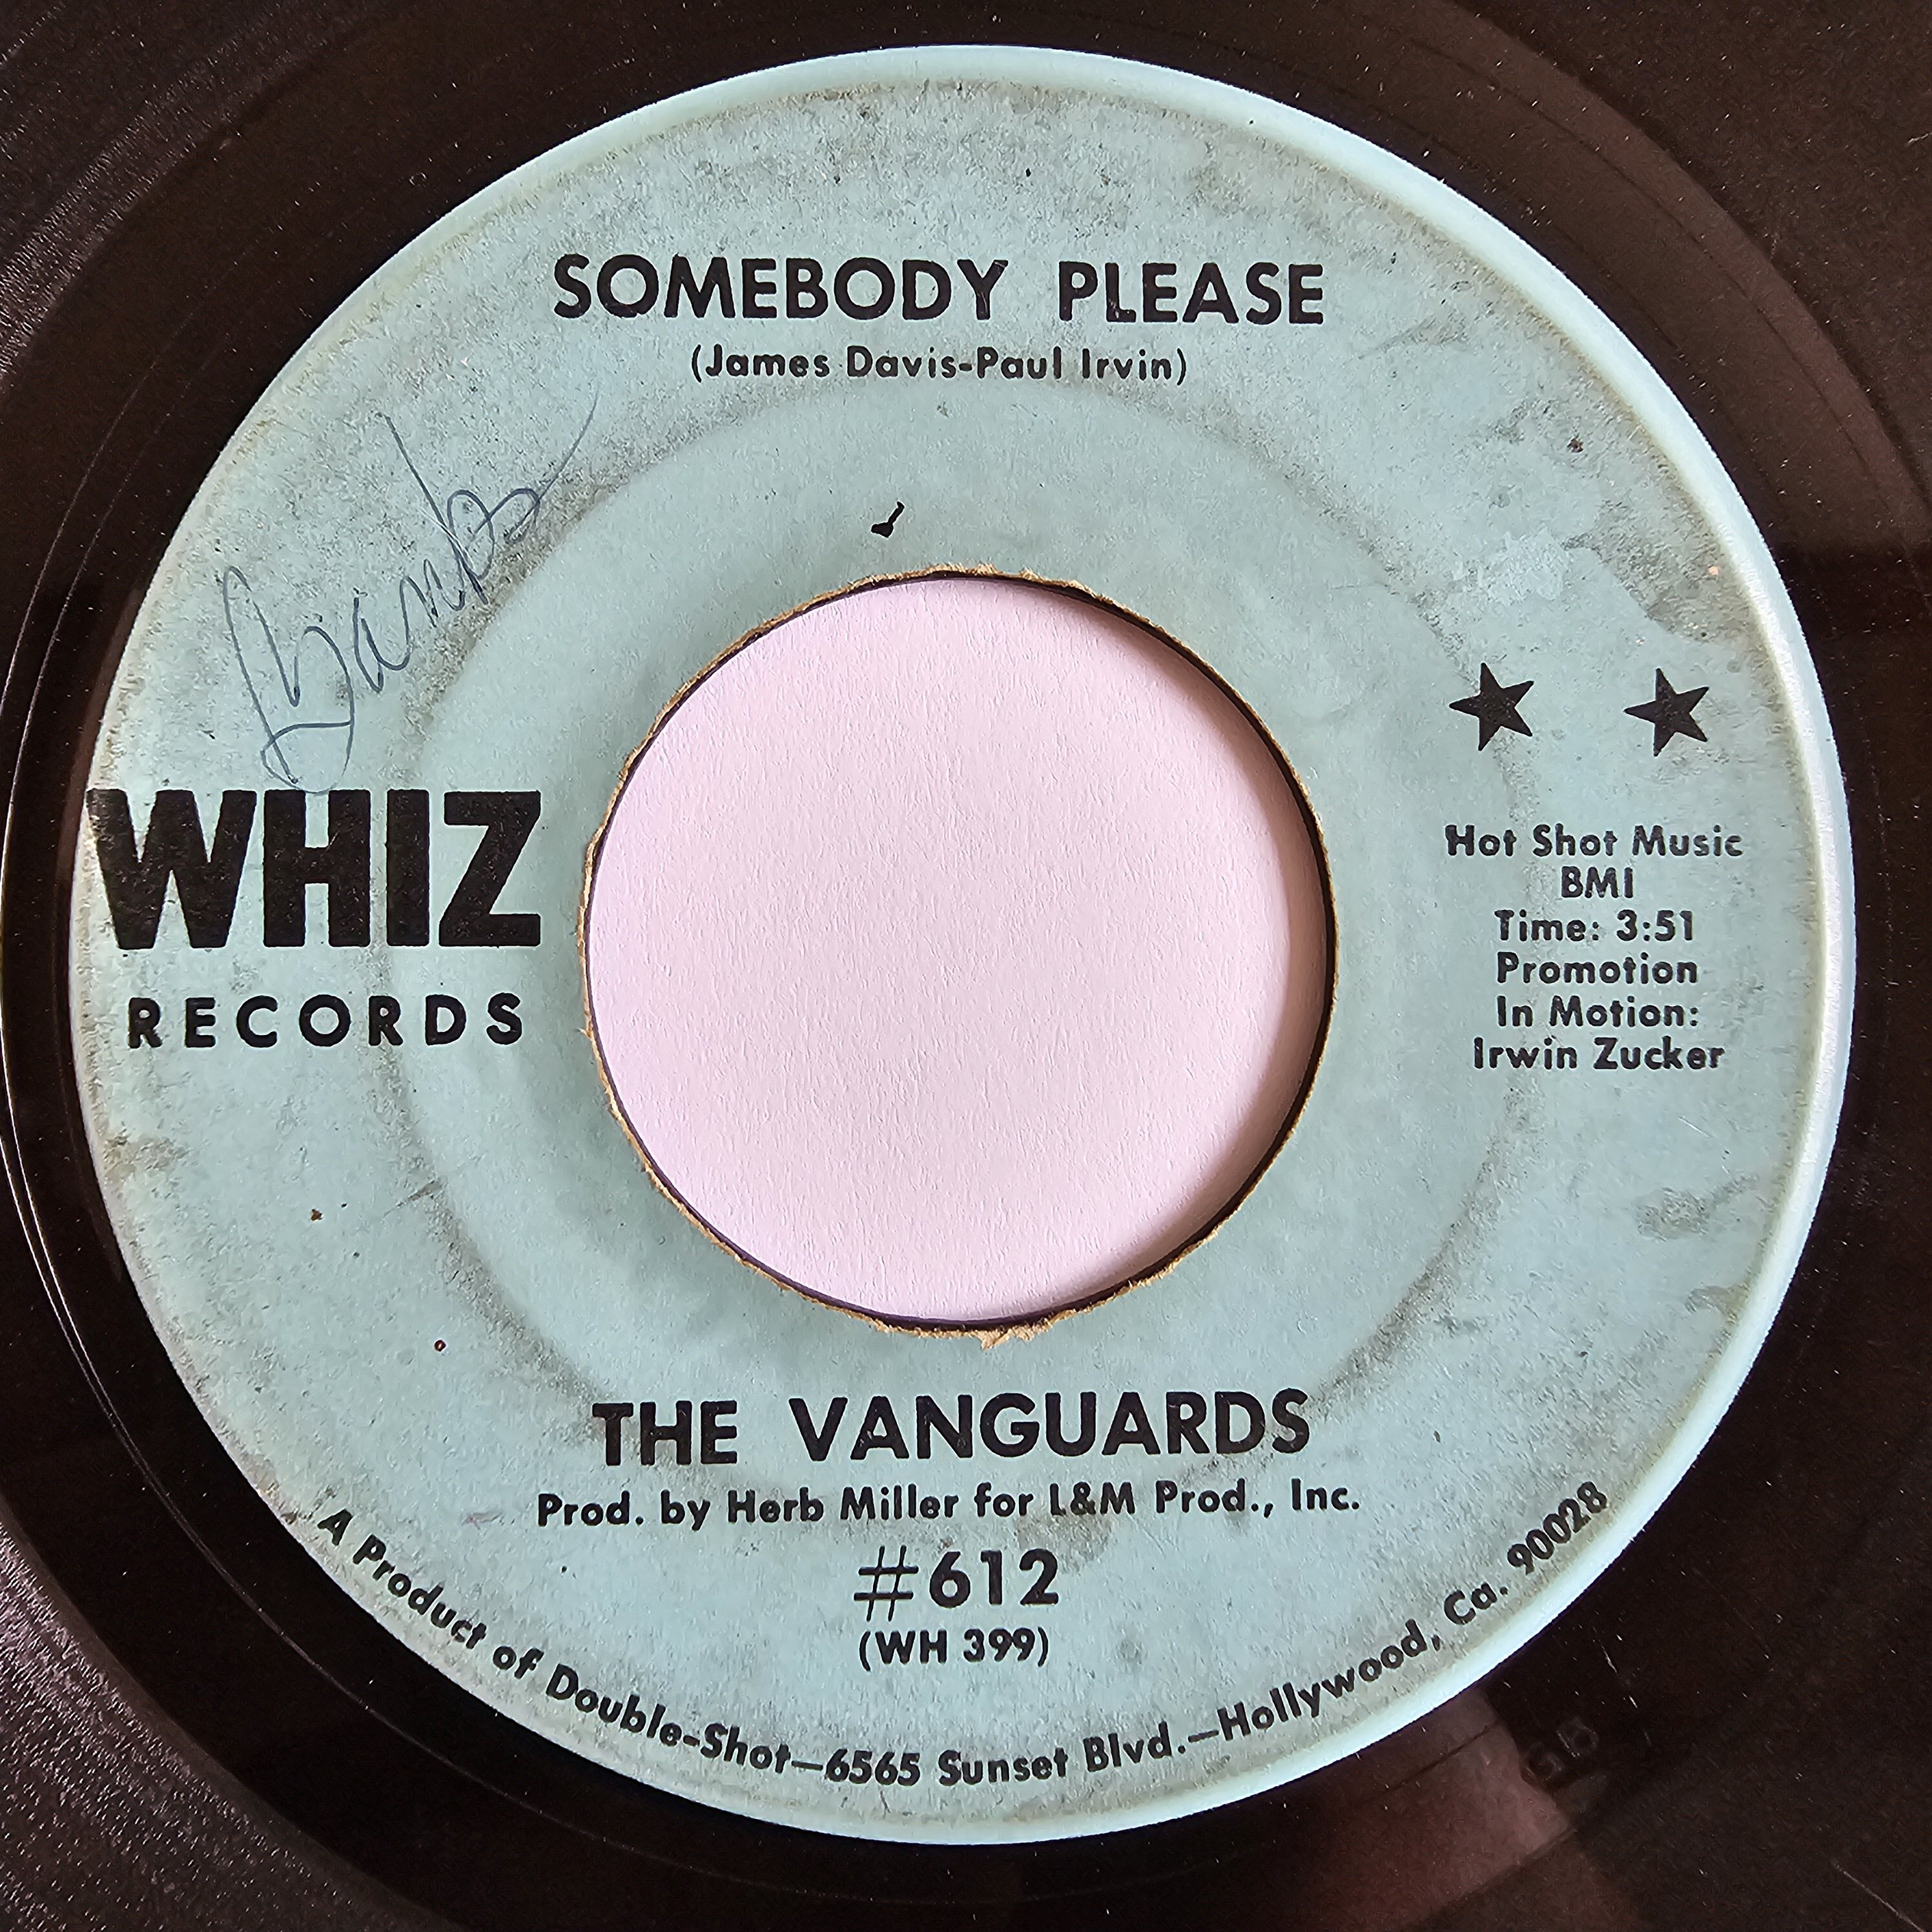 SOMEBODY PLEASE
(James Davis-Paul Irvin)
WHIZ
RECORDS
Hot Shot Music
BMI
Time: 3:51
Promotion
In Motion:
Irwin Zucker
THE VANGUARDS
Prod. by Herb Miller for L&M Prod., Inc.
#612
(WH 399)
A Product of Double-Shot—6565 Sunset Blvd.—Hollywood, Ca. 90028